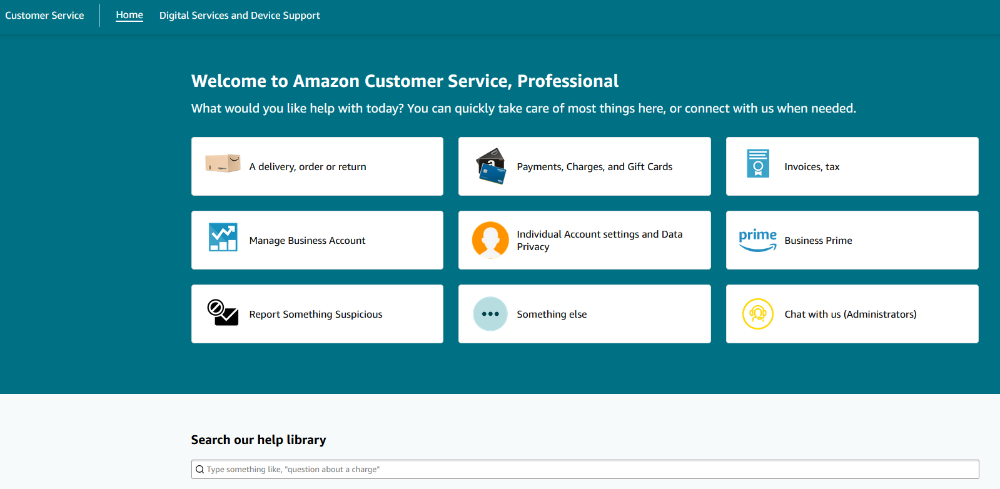 Customer Service
Home
Digital Services and Device Support
Welcome to Amazon Customer Service, Professional
What would you like help with today? You can quickly take care of most things here, or connect with us when needed.
A delivery, order or return
Payments, Charges, and Gift Cards
Invoices, tax
Manage Business Account
Individual Account settings and Data
Privacy
prime
Business Prime
Report Something Suspicious
Something else
Chat with us (Administrators)
Search our help library
Type something like, "question about a charge"